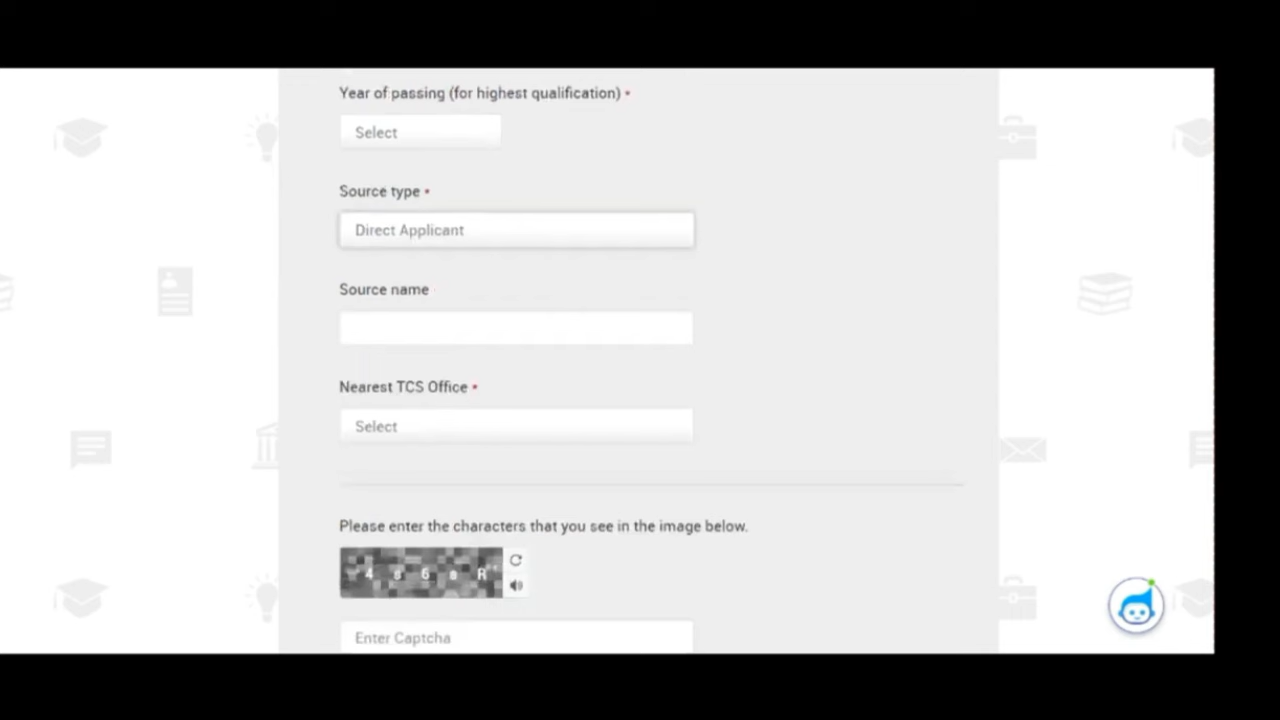 Year of passing (for highest qualification) *
Select
Source type *
Direct Applicant
Source name
Nearest TCS Office *
Select
Please enter the characters that you see in the image below.
Enter Captcha